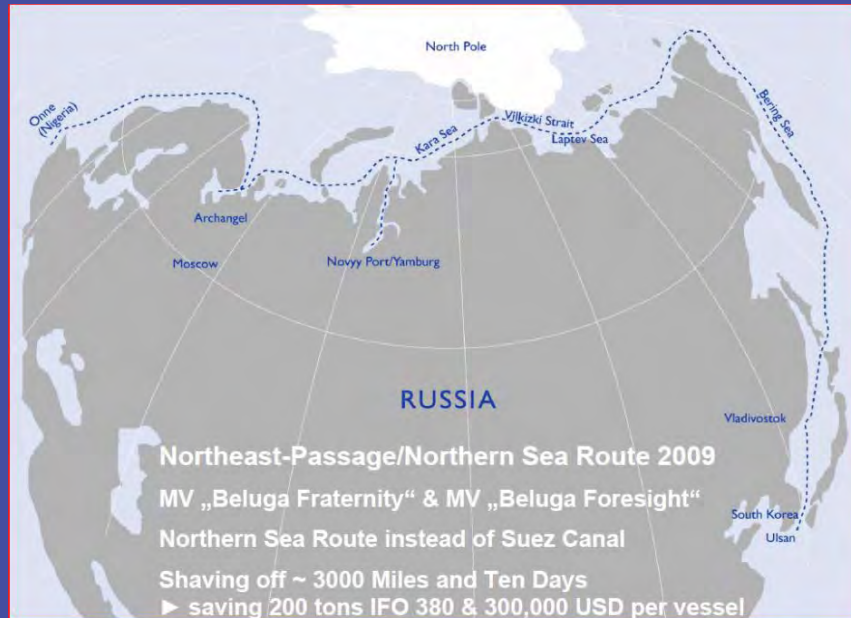 North Pole
Onne
(Nigeria)
Kara Sea
Vilkizki Strait
Laptev Sea
Bering Sea
Archangel
Moscow
Novyy Port/Yamburg
RUSSIA
Vladivostok
Northeast-Passage/Northern Sea Route 2009
MV „Beluga Fraternity“ & MV „Beluga Foresight“
South Korea
Northern Sea Route instead of Suez Canal
Ulsan
Shaving off ~ 3000 Miles and Ten Days
► saving 200 tons IFO 380 & 300,000 USD per vessel